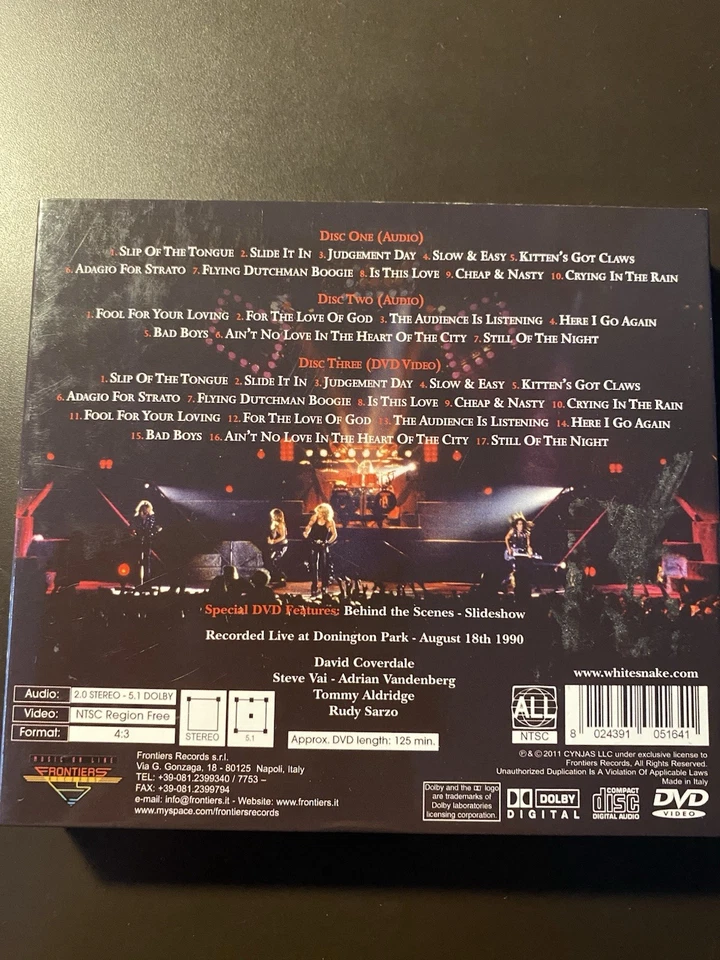 Disc One (Audio)
1. Slip Of The Tongue 2. Slide It In 3. Judgement Day 4. Slow & Easy 5. Kitten's Got Claws
6. Adagio For Strato 7. Flying Dutchman Boogie 8. Is This Love 9. Cheap & Nasty 10. Crying In The Rain
Disc Two (Audio)
1. Fool For Your Loving 2. For The Love Of God 3. The Audience Is Listening 4. Here I Go Again
5. Bad Boys 6. Ain't No Love In The Heart Of The City 7. Still Of The Night
Disc Three (DVD Video)
1. Slip Of The Tongue 2. Slide It In 3. Judgement Day 4. Slow & Easy 5. Kitten's Got Claws
6. Adagio For Strato 7. Flying Dutchman Boogie 8. Is This Love 9. Cheap & Nasty 10. Crying In The Rain
11. Fool For Your Loving 12. For The Love Of God 13. The Audience Is Listening 14. Here I Go Again
15. Bad Boys 16. Ain't No Love In The Heart Of The City 17. Still Of The Night
Special DVD Features: Behind the Scenes - Slideshow
Recorded Live at Donington Park - August 18th 1990
David Coverdale
Steve Vai - Adrian Vandenberg
Tommy Aldridge
Rudy Sarzo
www.whitesnake.com
Audio: 2.0 STEREO - 5.1 DOLBY
Video: NTSC Region Free
Format: 4:3
STEREO
5.1
Approx. DVD length: 125 min.
ALL
NTSC
8 024391 051641
MUSIC ON LINE
FRONTIERS
RECORDS
Frontiers Records s.r.l.
Via G. Gonzaga, 18 - 80125 Napoli, Italy
TEL: +39-081.2399340 / 7753 –
FAX: +39-081.2399794
e-mail: info@frontiers.it - Website: www.frontiers.it
www.myspace.com/frontiersrecords
℗ & © 2011 CYNJAS LLC under exclusive license to
Frontiers Records, All Rights Reserved.
Unauthorized Duplication Is A Violation Of Applicable Laws
Made in Italy
Dolby and the DD logo
are trademarks of
Dolby laboratories
licensing corporation.
DOLBY
DIGITAL
COMPACT
disc
DIGITAL AUDIO
DVD
VIDEO